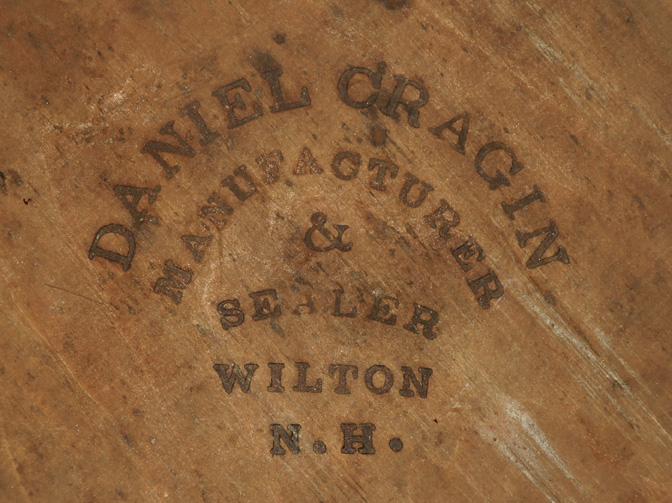 DANIEL CRAGIN
MANUFACTURER
&
SEALER
WILTON
N.H.